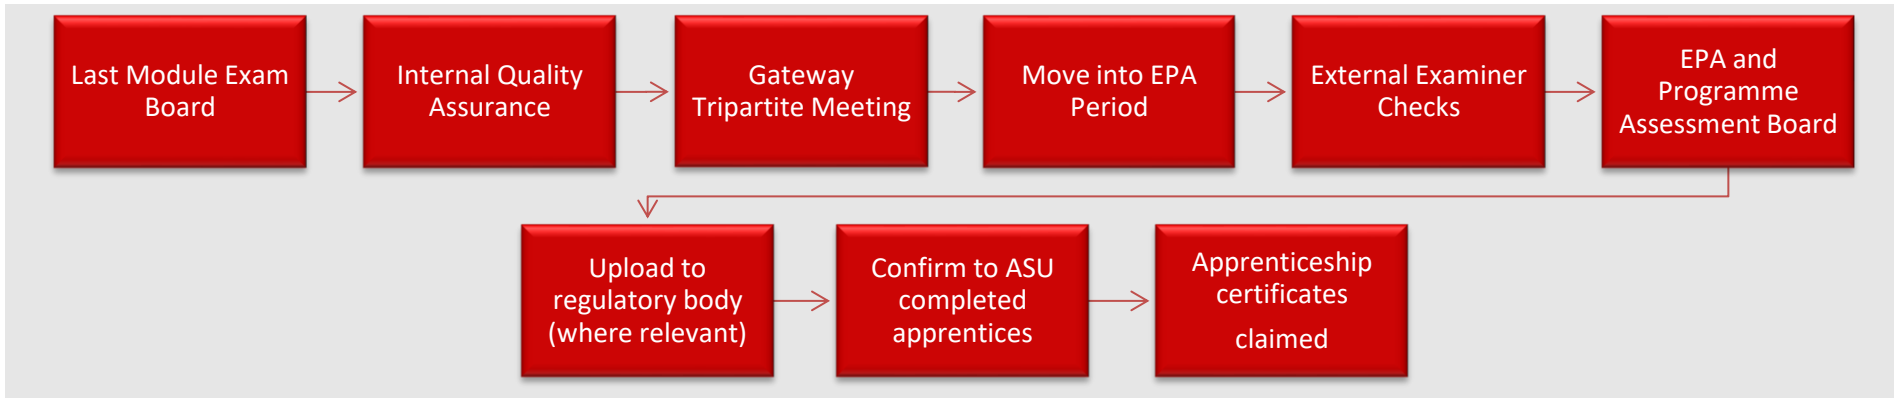 Last Module Exam
Board
Internal Quality
Assurance
Gateway
Tripartite Meeting
Move into EPA
Period
External Examiner
Checks
EPA and
Programme
Assessment Board
Upload to
regulatory body
(where relevant)
Confirm to ASU
completed
apprentices
Apprenticeship
certificates
claimed